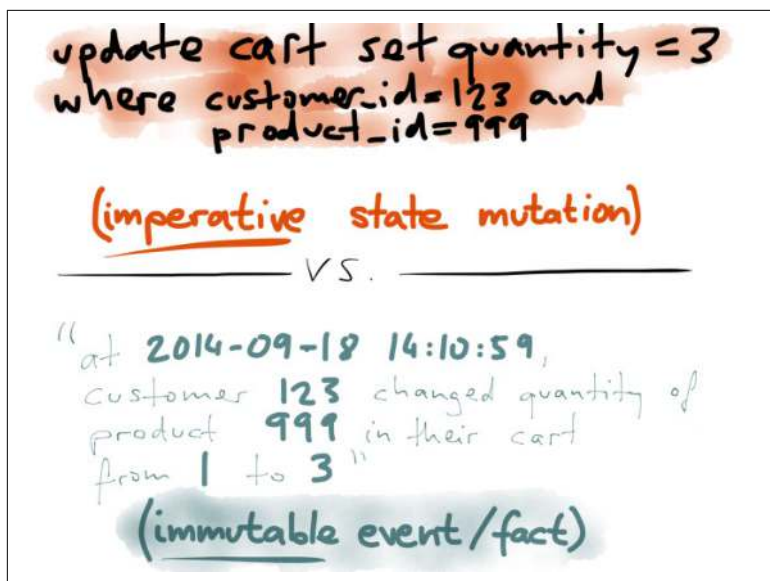 update cart set quantity = 3
where customer_id = 123 and
product_id = 999
(imperative state mutation)
vs.
"at 2014-09-18 14:10:59,
customer 123 changed quantity of
product 999 in their cart
from 1 to 3"
(immutable event/fact)